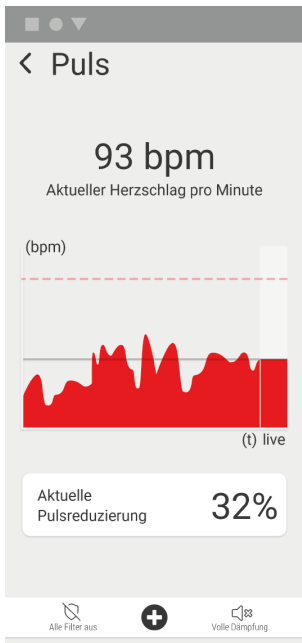 Puls
93 bpm
Aktueller Herzschlag pro Minute
(bpm)
(t) live
Aktuelle
Pulsreduzierung
32%
Alle Filter aus
Volle Dämpfung